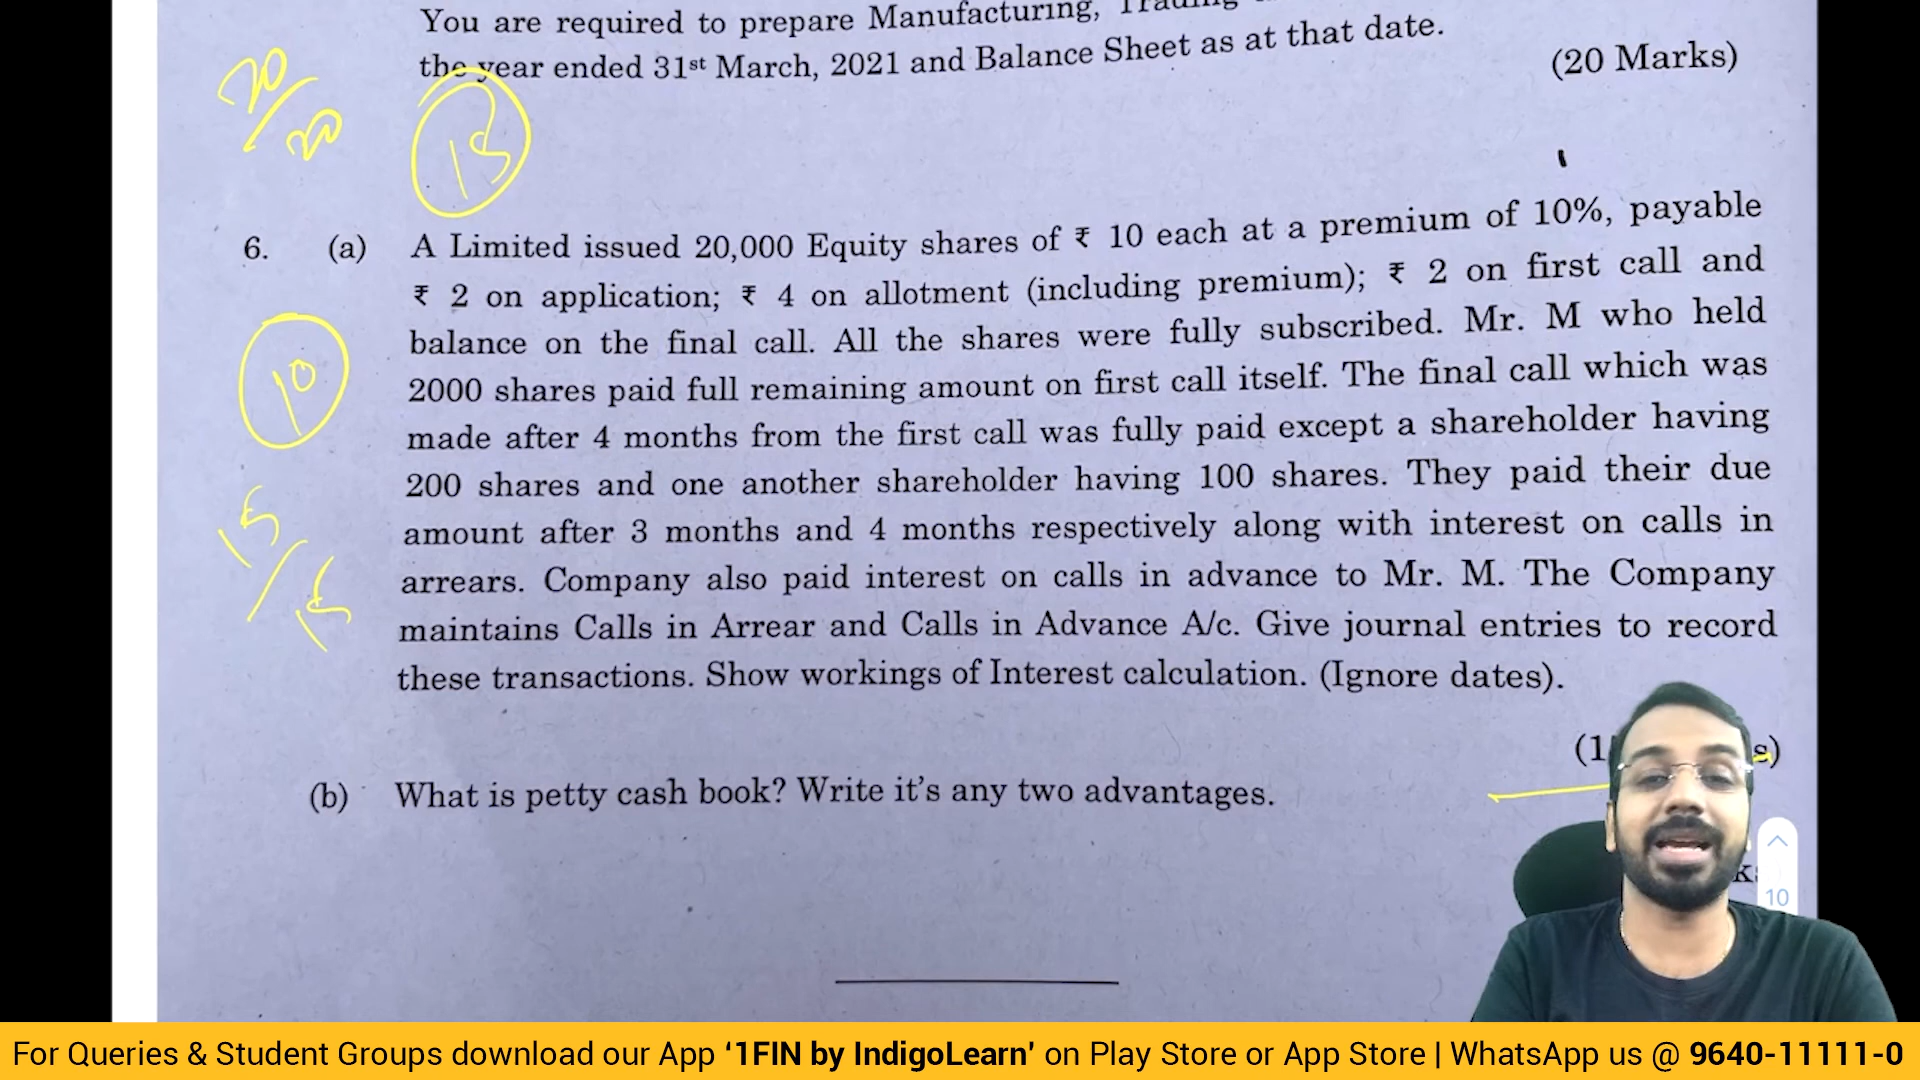 You are required to prepare Manufacturing, Trading
the year ended 31st March, 2021 and Balance Sheet as at that date.
(20 Marks)
20/20
15
6. (a) A Limited issued 20,000 Equity shares of ₹ 10 each at a premium of 10%, payable
₹ 2 on application; ₹ 4 on allotment (including premium); ₹ 2 on first call and
balance on the final call. All the shares were fully subscribed. Mr. M who held
2000 shares paid full remaining amount on first call itself. The final call which was
10
made after 4 months from the first call was fully paid except a shareholder having
200 shares and one another shareholder having 100 shares. They paid their due
amount after 3 months and 4 months respectively along with interest on calls in
15/15
arrears. Company also paid interest on calls in advance to Mr. M. The Company
maintains Calls in Arrear and Calls in Advance A/c. Give journal entries to record
these transactions. Show workings of Interest calculation. (Ignore dates).
(b) What is petty cash book? Write it's any two advantages.
10
For Queries & Student Groups download our App ‘1FIN by IndigoLearn' on Play Store or App Store | WhatsApp us @ 9640-11111-0